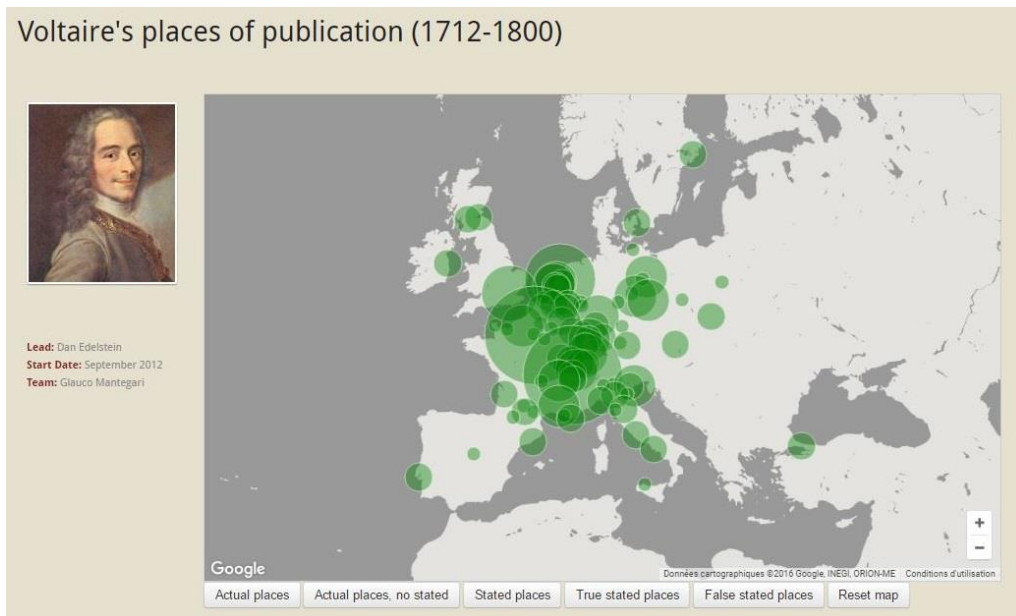 Voltaire's places of publication (1712-1800)
Lead: Dan Edelstein
Start Date: September 2012
Team: Glauco Mantegari
+
−
Google
Données cartographiques ©2016 Google, INEGI, ORION-ME Conditions d'utilisation
Actual places Actual places, no stated Stated places True stated places False stated places Reset map